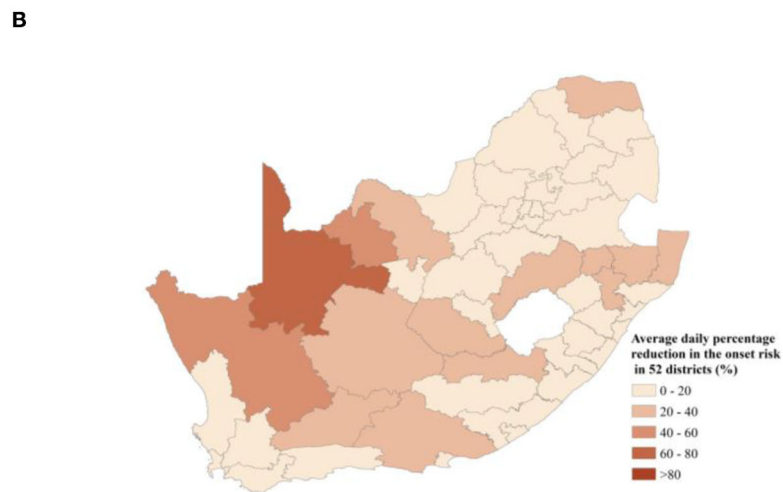 B
Average daily percentage
reduction in the onset risk
in 52 districts (%)
0 - 20
20 - 40
40 - 60
60 - 80
>80